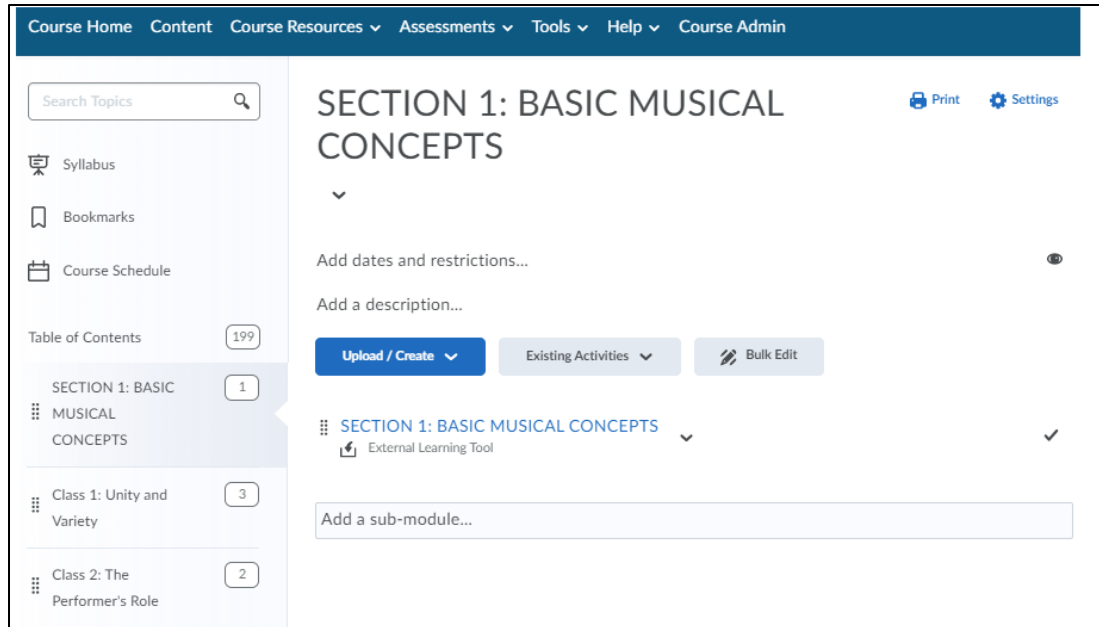 Course Home Content Course Resources Assessments Tools Help Course Admin
Search Topics
Syllabus
Bookmarks
Course Schedule
Table of Contents 199
SECTION 1: BASIC 1
MUSICAL
CONCEPTS
Class 1: Unity and 3
Variety
Class 2: The 2
Performer's Role
SECTION 1: BASIC MUSICAL
CONCEPTS
Print Settings
Add dates and restrictions...
Add a description...
Upload / Create Existing Activities Bulk Edit
SECTION 1: BASIC MUSICAL CONCEPTS
External Learning Tool
Add a sub-module...